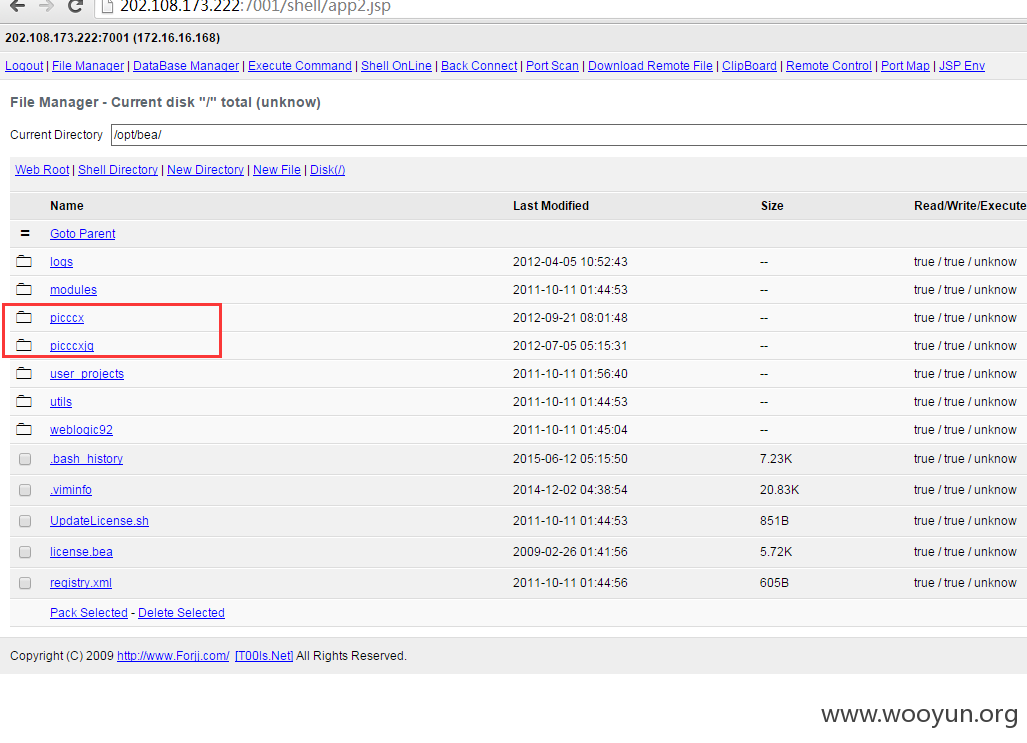 202.108.173.222:7001/shell/app2.jsp
202.108.173.222:7001 (172.16.16.168)
Logout | File Manager | DataBase Manager | Execute Command | Shell OnLine | Back Connect | Port Scan | Download Remote File | ClipBoard | Remote Control | Port Map | JSP Env
File Manager - Current disk "/" total (unknow)
Current Directory /opt/bea/
Web Root | Shell Directory | New Directory | New File | Disk(/)
Name Last Modified Size Read/Write/Execute
= Goto Parent
logs 2012-04-05 10:52:43 -- true / true / unknow
modules 2011-10-11 01:44:53 -- true / true / unknow
picccx 2012-09-21 08:01:48 -- true / true / unknow
picccxjg 2012-07-05 05:15:31 -- true / true / unknow
user_projects 2011-10-11 01:56:40 -- true / true / unknow
utils 2011-10-11 01:44:53 -- true / true / unknow
weblogic92 2011-10-11 01:45:04 -- true / true / unknow
.bash_history 2015-06-12 05:15:50 7.23K true / true / unknow
.viminfo 2014-12-02 04:38:54 20.83K true / true / unknow
UpdateLicense.sh 2011-10-11 01:44:53 851B true / true / unknow
license.bea 2009-02-26 01:41:56 5.72K true / true / unknow
registry.xml 2011-10-11 01:44:56 605B true / true / unknow
Pack Selected - Delete Selected
Copyright (C) 2009 http://www.Forjj.com/ [T00ls.Net] All Rights Reserved.
www.wooyun.org